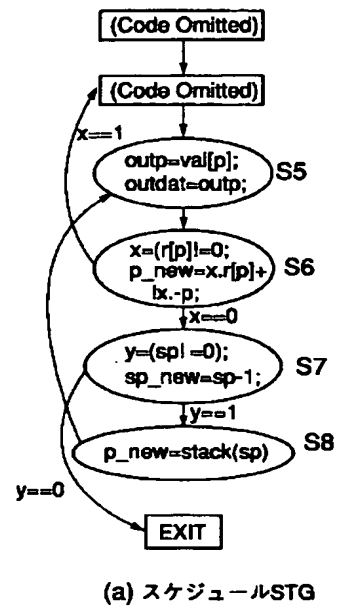 (Code Omitted)
(Code Omitted)
x==1
outp=val[p];
outdat=outp;
S5
x=(r[p]!=0;
p_new=x.r[p]+
!x.-p;
S6
x==0
y=(sp!=0);
sp_new=sp-1;
S7
y==1
p_new=stack(sp)
S8
y==0
EXIT
(a) スケジュールSTG